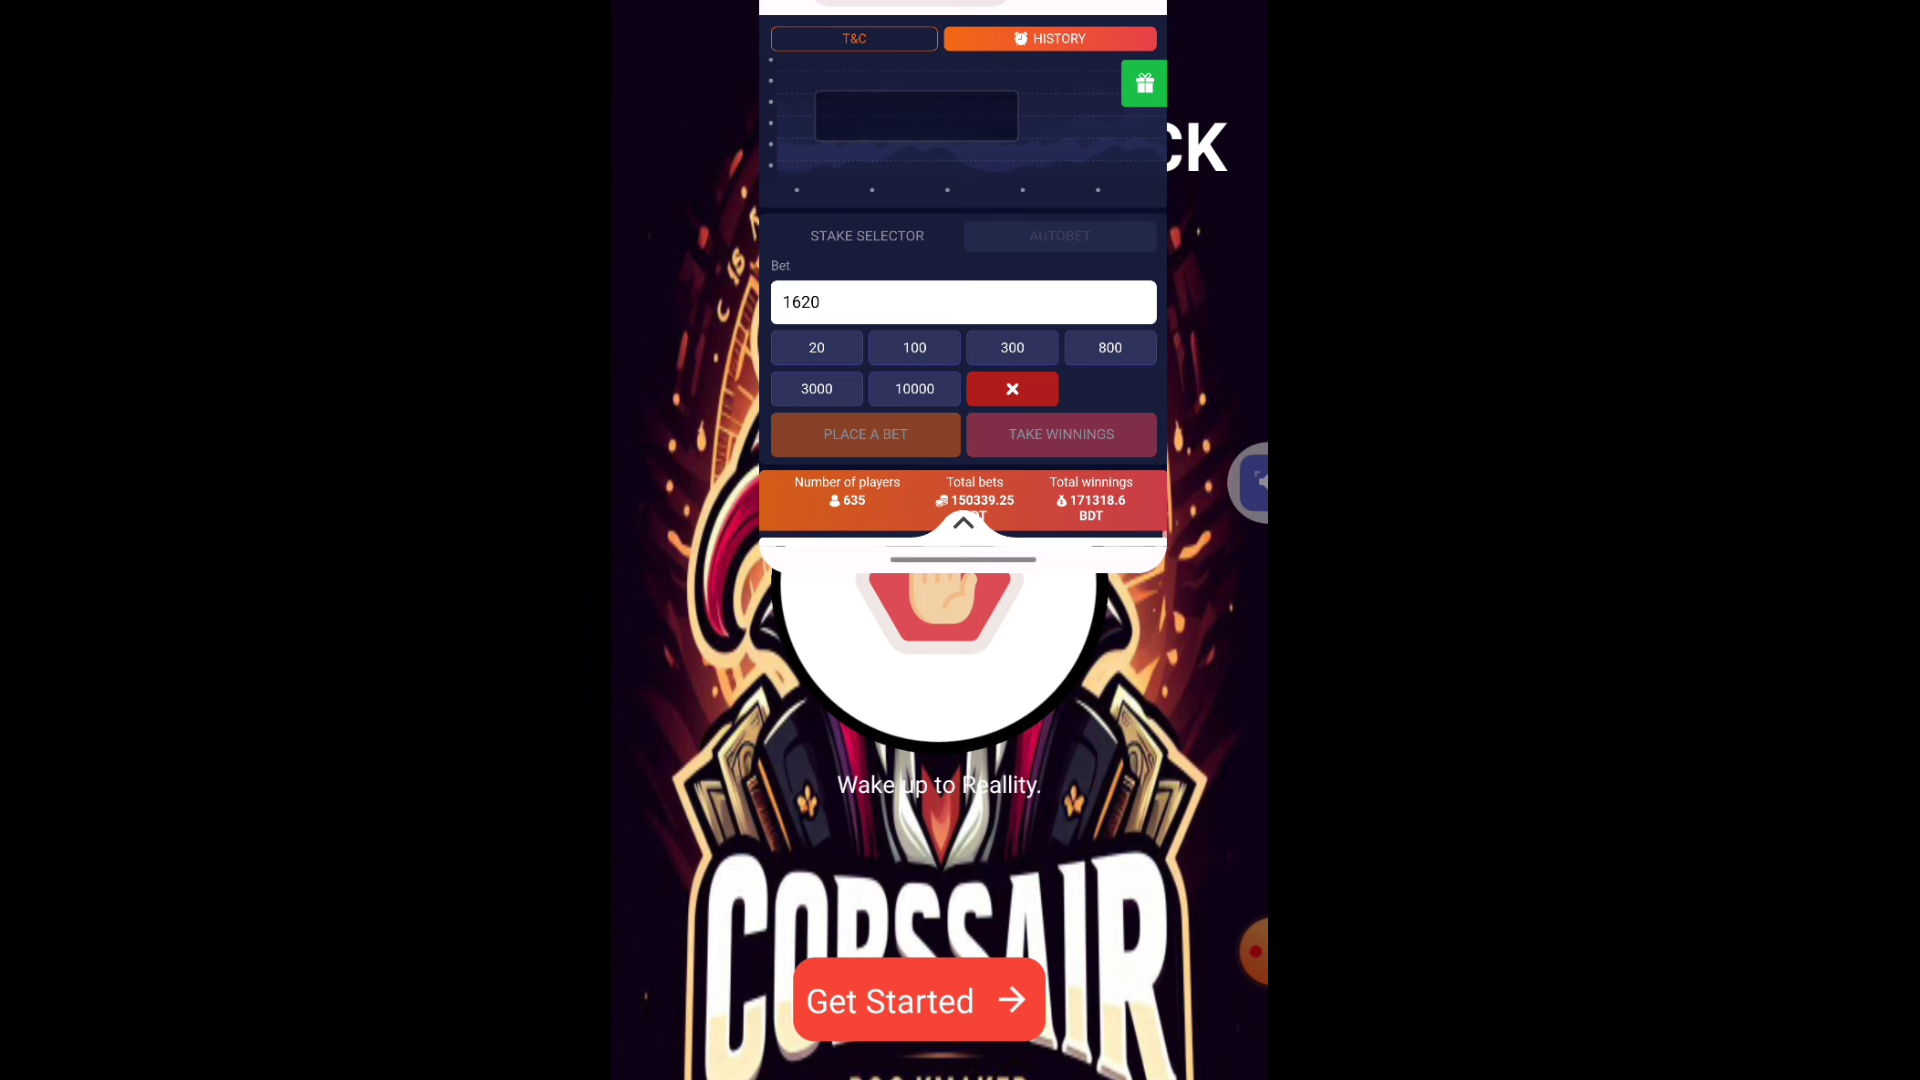 T&C
HISTORY
CK
STAKE SELECTOR
AUTOBET
Bet
1620
20
100
300
800
3000
10000
PLACE A BET
TAKE WINNINGS
Number of players
635
Total bets
150339.25
Total winnings
171318.6
BDT
Wake up to Reallity.
CORSSAIR
Get Started